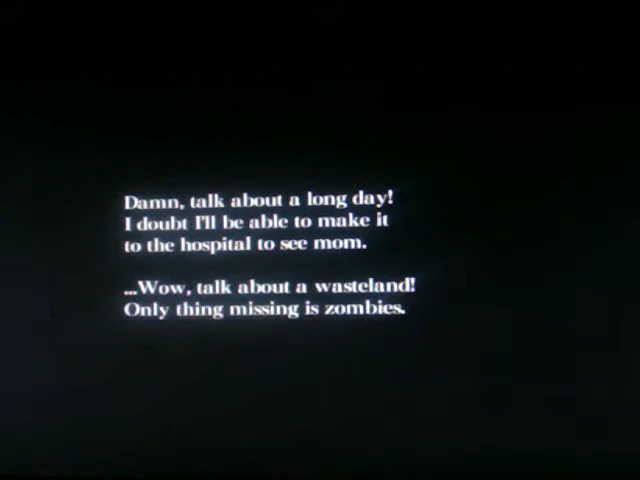 Damn, talk about a long day!
I doubt I'll be able to make it
to the hospital to see mom.
...Wow, talk about a wasteland!
Only thing missing is zombies.